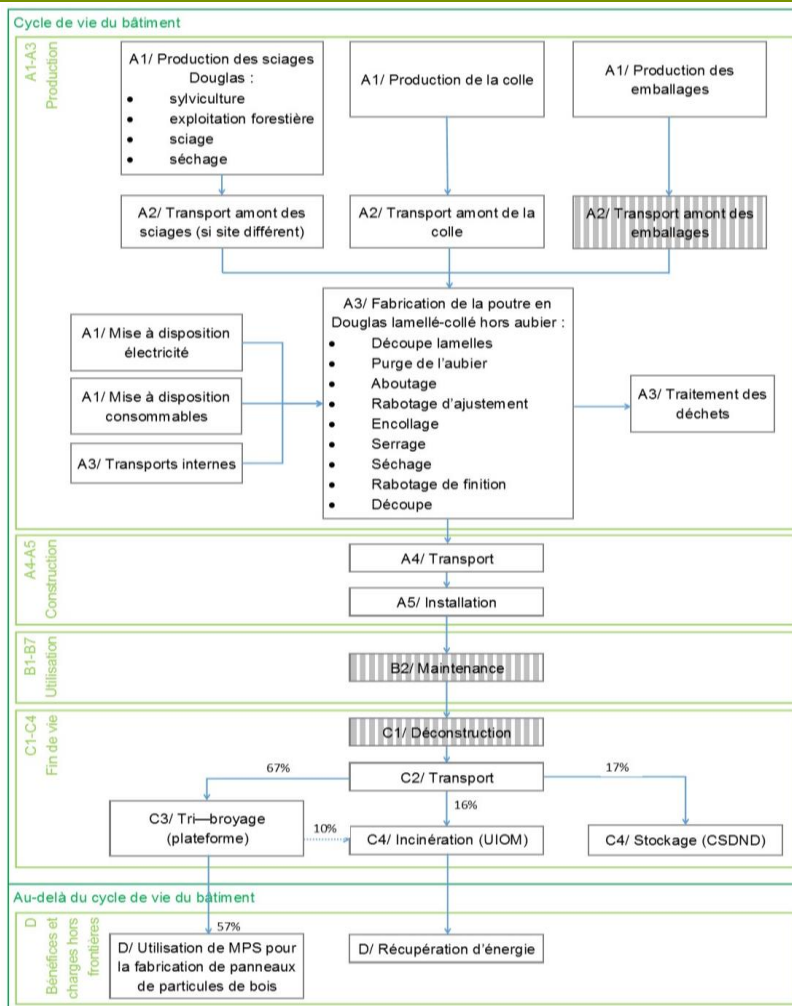 Cycle de vie du bâtiment
A1-A3
Production
A1/ Production des sciages
Douglas :
• sylviculture
• exploitation forestière
• sciage
• séchage
A1/ Production de la colle
A1/ Production des
emballages
A2/ Transport amont des
sciages (si site différent)
A2/ Transport amont de la
colle
A2/ Transport amont des
emballages
A1/ Mise à disposition
électricité
A1/ Mise à disposition
consommables
A3/ Transports internes
A3/ Fabrication de la poutre en
Douglas lamellé-collé hors aubier :
• Découpe lamelles
• Purge de l'aubier
• Aboutage
• Rabotage d'ajustement
• Encollage
• Serrage
• Séchage
• Rabotage de finition
• Découpe
A3/ Traitement des
déchets
A4-A5
Construction
A4/ Transport
A5/ Installation
B1-B7
Utilisation
B2/ Maintenance
C1-C4
Fin de vie
C1/ Déconstruction
67%
C2/ Transport
17%
16%
C3/ Tri—broyage
(plateforme)
10%
C4/ Incinération (UIOM)
C4/ Stockage (CSDND)
Au-delà du cycle de vie du bâtiment
D
Bénéfices et
charges hors
frontières
57%
D/ Utilisation de MPS pour
la fabrication de panneaux
de particules de bois
D/ Récupération d'énergie